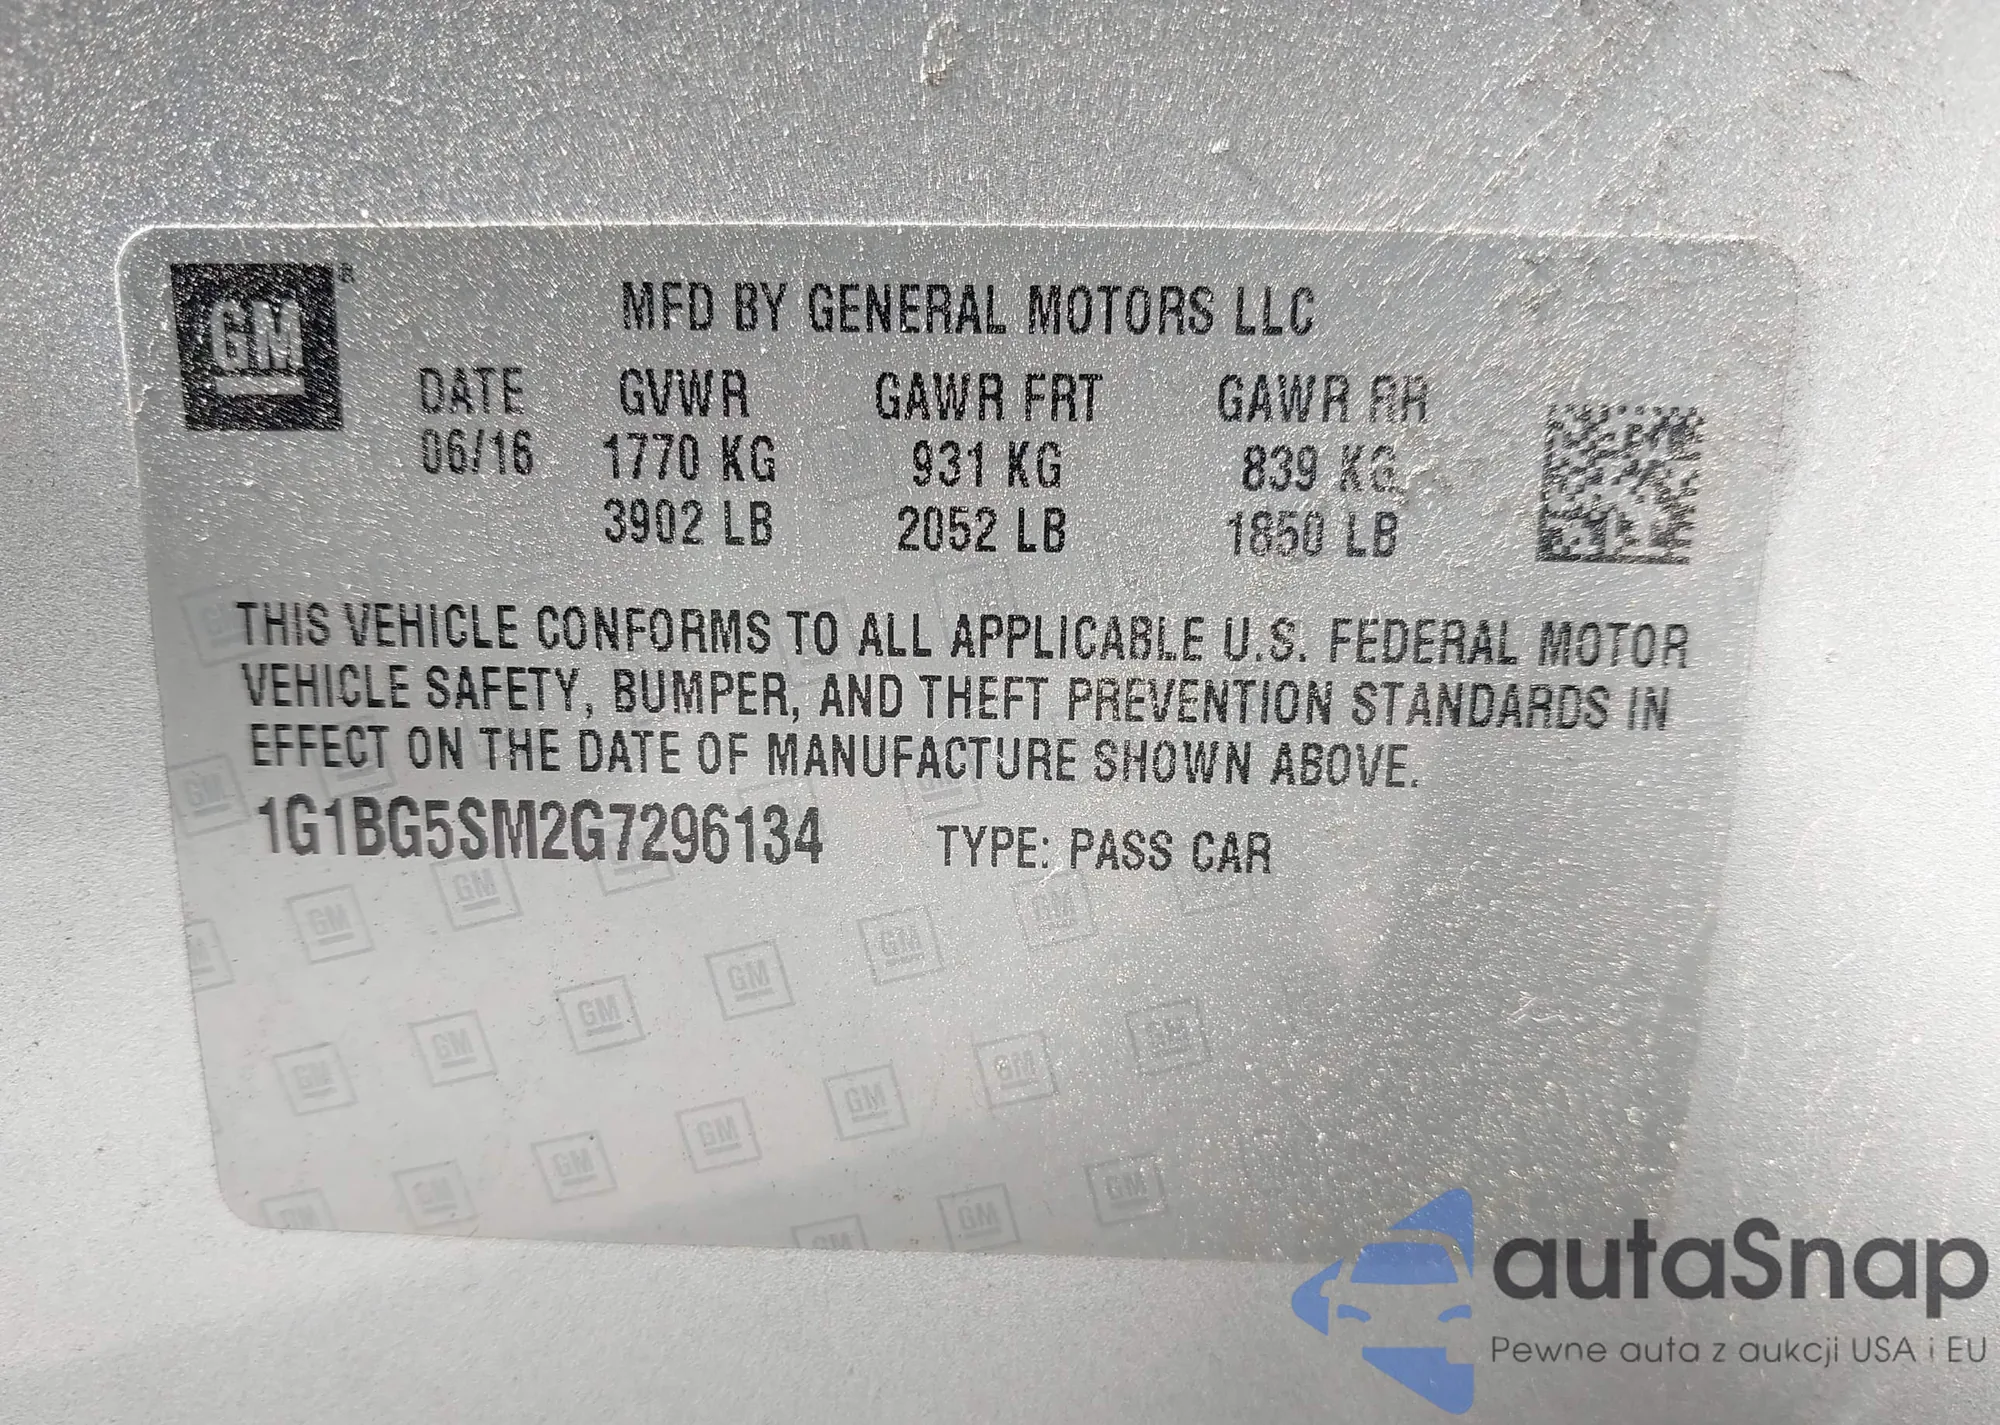 GM ®
MFD BY GENERAL MOTORS LLC
DATE GVWR GAWR FRT GAWR RR
06/16 1770 KG 931 KG 839 KG
3902 LB 2052 LB 1850 LB
THIS VEHICLE CONFORMS TO ALL APPLICABLE U.S. FEDERAL MOTOR
VEHICLE SAFETY, BUMPER, AND THEFT PREVENTION STANDARDS IN
EFFECT ON THE DATE OF MANUFACTURE SHOWN ABOVE.
1G1BG5SM2G7296134 TYPE: PASS CAR
autaSnap
Pewne auta z aukcji USA i EU